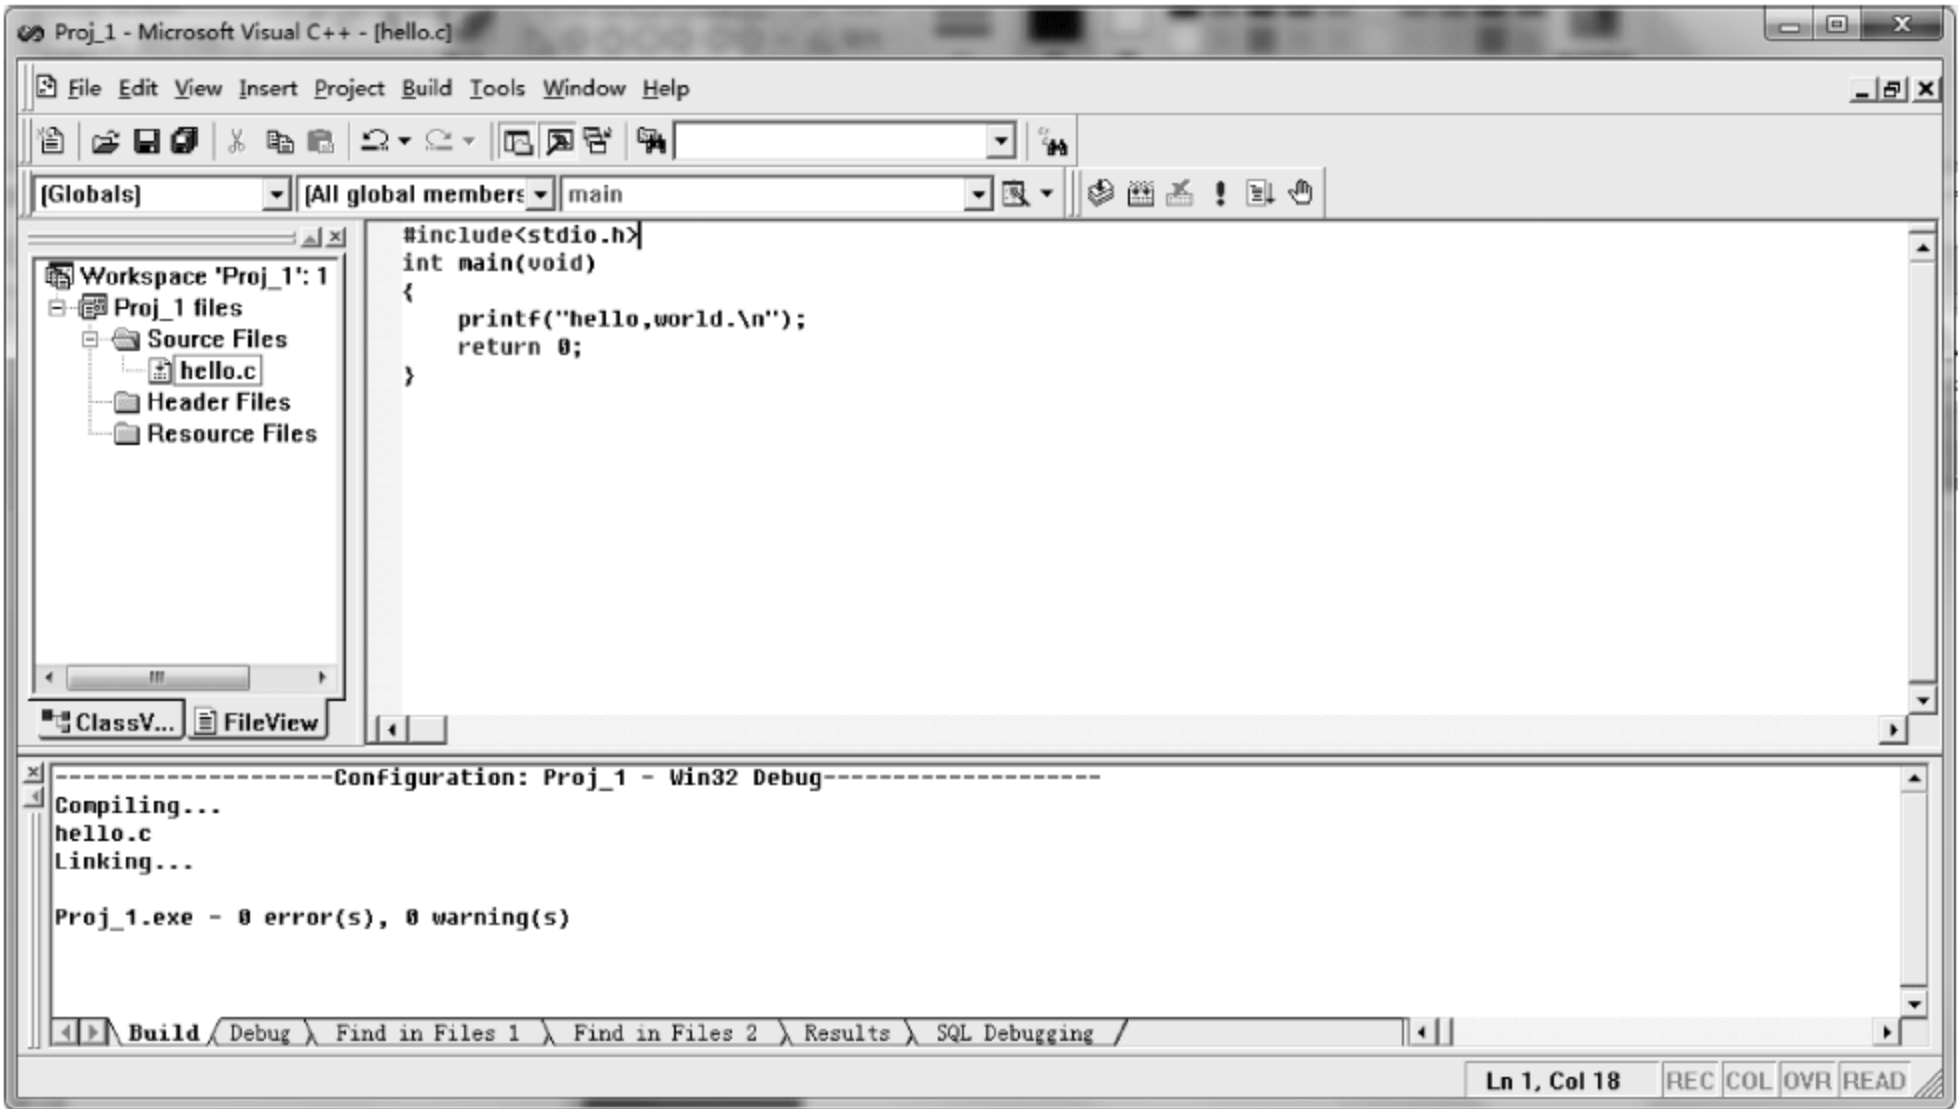 Proj_1 - Microsoft Visual C++ - [hello.c]
File Edit View Insert Project Build Tools Window Help
(Globals) (All global members main
Workspace 'Proj_1': 1
Proj_1 files
Source Files
hello.c
Header Files
Resource Files
ClassV... FileView
#include<stdio.h>
int main(void)
{
    printf("hello,world.\n");
    return 0;
}
--------------------Configuration: Proj_1 - Win32 Debug--------------------
Compiling...
hello.c
Linking...
Proj_1.exe - 0 error(s), 0 warning(s)
Build Debug Find in Files 1 Find in Files 2 Results SQL Debugging
Ln 1, Col 18 REC COL OVR READ